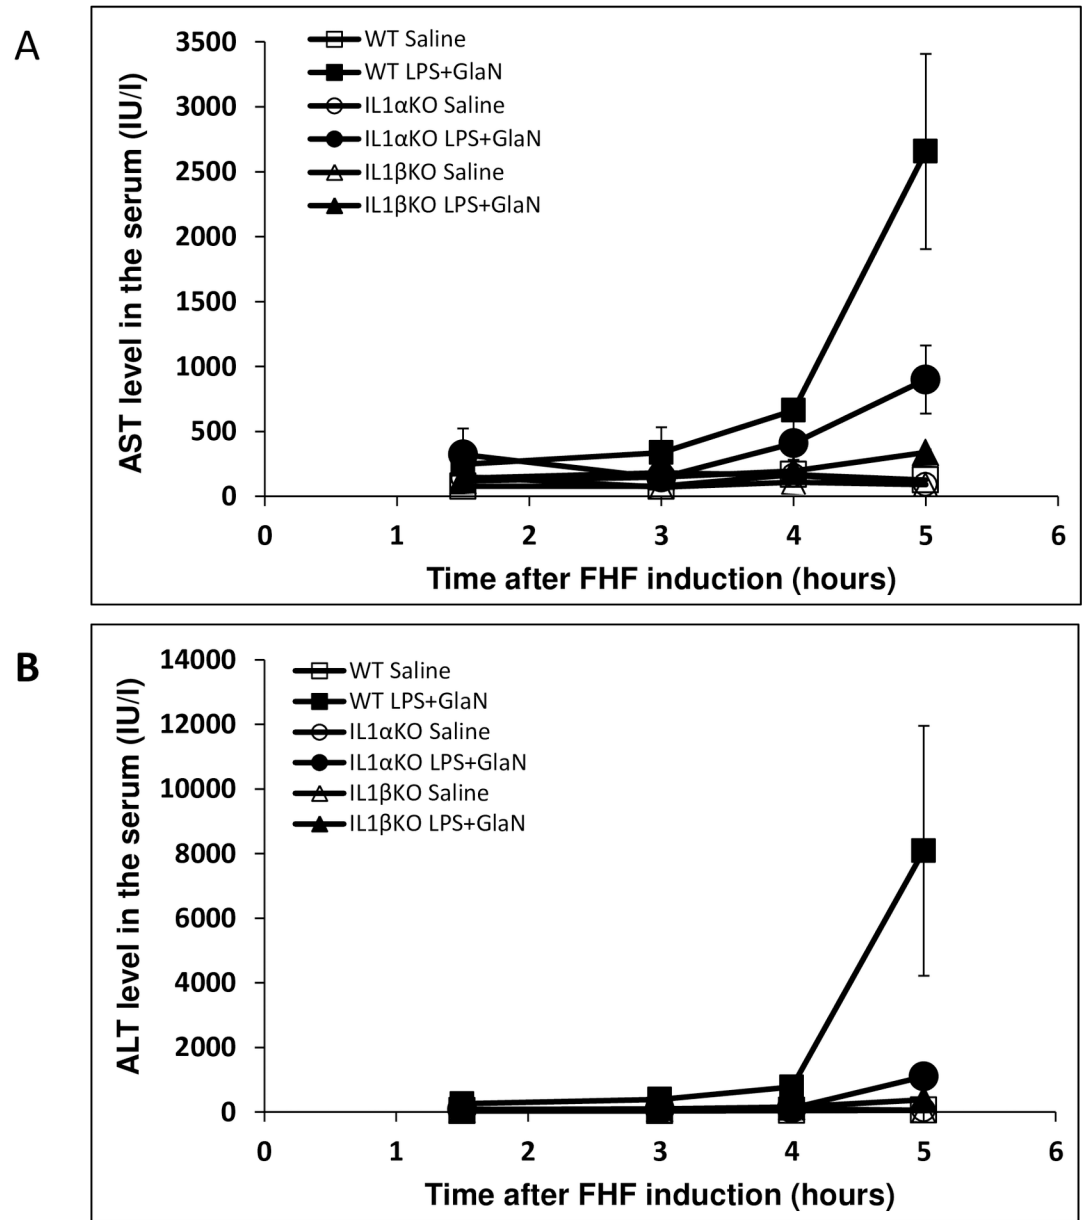 A
3500
3000
2500
2000
1500
1000
500
0
AST level in the serum (IU/l)
WT Saline
WT LPS+GlaN
IL1αKO Saline
IL1αKO LPS+GlaN
IL1βKO Saline
IL1βKO LPS+GlaN
0 1 2 3 4 5 6
Time after FHF induction (hours)
B
14000
12000
10000
8000
6000
4000
2000
0
ALT level in the serum (IU/l)
WT Saline
WT LPS+GlaN
IL1αKO Saline
IL1αKO LPS+GlaN
IL1βKO Saline
IL1βKO LPS+GlaN
0 1 2 3 4 5 6
Time after FHF induction (hours)